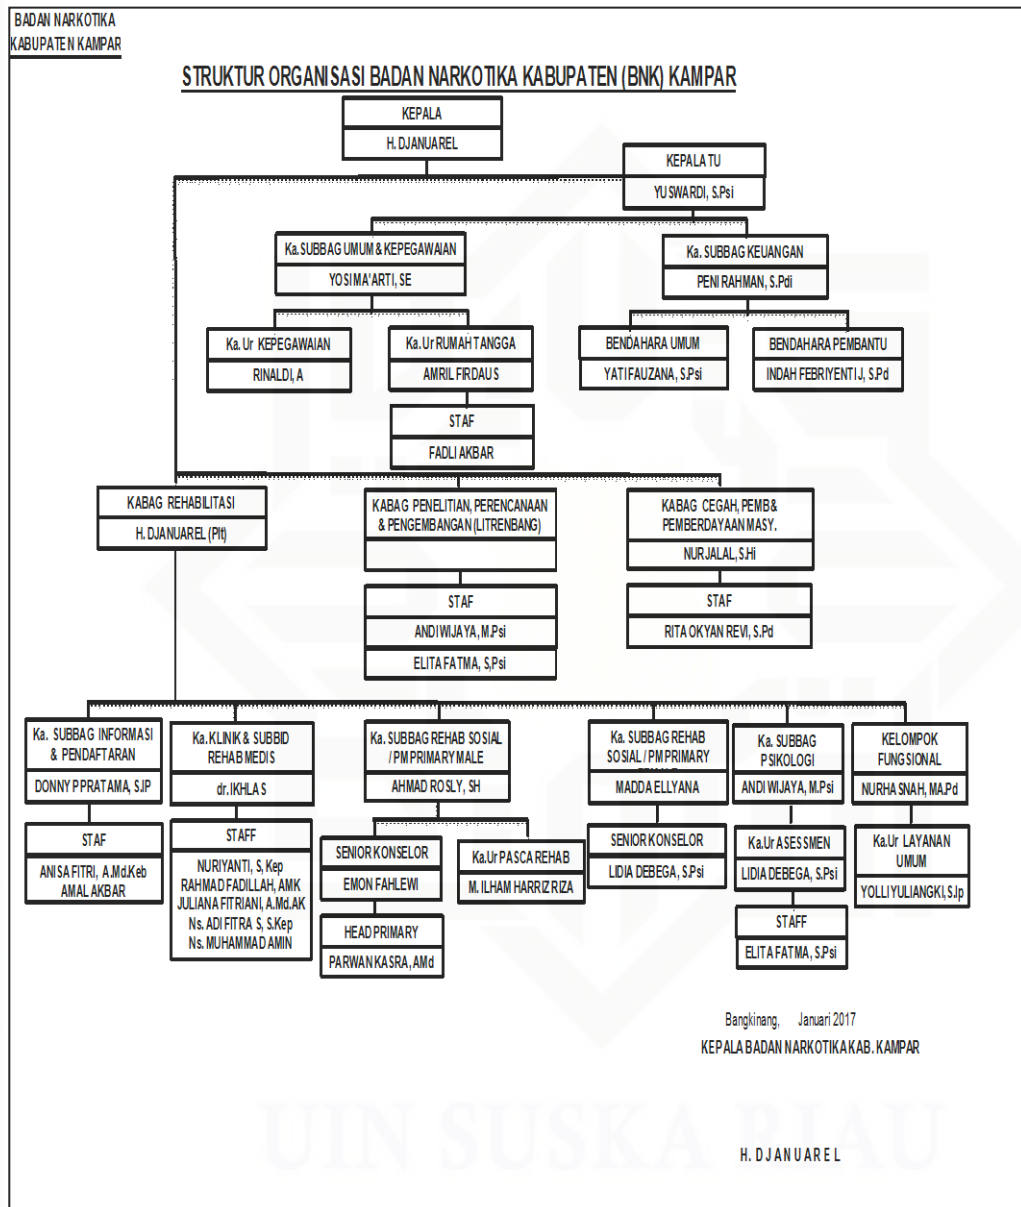 BADAN NARKOTIKA
KABUPATEN KAMPAR
STRUKTUR ORGANISASI BADAN NARKOTIKA KABUPATEN (BNK) KAMPAR
KEPALA
H. DJANUAREL
KEPALA TU
YUSWARDI, S.Psi
Ka. SUBBAG UMUM & KEPEGAWAIAN
YOSI MA'ARTI, SE
Ka. SUBBAG KEUANGAN
PENI RAHMAN, S.Pdi
Ka. Ur KEPEGAWAIAN
RINALDI, A
Ka. Ur RUMAH TANGGA
AMRIL FIRDAUS
BENDAHARA UMUM
YATI FAUZANA, S.Psi
BENDAHARA PEMBANTU
INDAH FEBRIYENTI J, S.Pd
STAF
FADLI AKBAR
KABAG REHABILITASI
H. DJANUAREL (Plt)
KABAG PENELITIAN, PERENCANAAN
& PENGEMBANGAN (LITRENBANG)
KABAG CEGAH, PEMB &
PEMBERDAYAAN MASY.
NURJALAL, S.Hi
STAF
ANDI WIJAYA, M.Psi
ELITA FATMA, S,Psi
STAF
RITA OKYAN REVI, S.Pd
Ka. SUBBAG INFORMASI
& PENDAFTARAN
DONNY P PRATAMA, S.IP
Ka. KLINIK & SUBBID
REHAB MEDIS
dr. IKHLAS
Ka. SUBBAG REHAB SOSIAL
/ PM PRIMARY MALE
AHMAD ROSLY, SH
Ka. SUBBAG REHAB
SOSIAL / PM PRIMARY
MADDA ELLYANA
Ka. SUBBAG
PSIKOLOGI
ANDI WIJAYA, M.Psi
KELOMPOK
FUNGSIONAL
NURHASNAH, MA.Pd
STAF
ANISA FITRI, A.Md.Keb
AMAL AKBAR
STAFF
NURIYANTI, S, Kep
RAHMAD FADILLAH, AMK
JULIANA FITRIANI, A.Md.AK
Ns. ADI FITRA S, S.Kep
Ns. MUHAMMAD AMIN
SENIOR KONSELOR
EMON FAHLEWI
HEAD PRIMARY
PARWAN KASRA, AMd
Ka.Ur PASCA REHAB
M. ILHAM HARRIZ RIZA
SENIOR KONSELOR
LIDIA DEBEGA, S.Psi
Ka.Ur ASESSMEN
LIDIA DEBEGA, S.Psi
STAFF
ELITA FATMA, S.Psi
Ka.Ur LAYANAN
UMUM
YOLLI YULIANGKI, S.Ip
Bangkinang, Januari 2017
KEPALA BADAN NARKOTIKA KAB. KAMPAR
UIN SUSKA RIAU
H. DJANUAREL